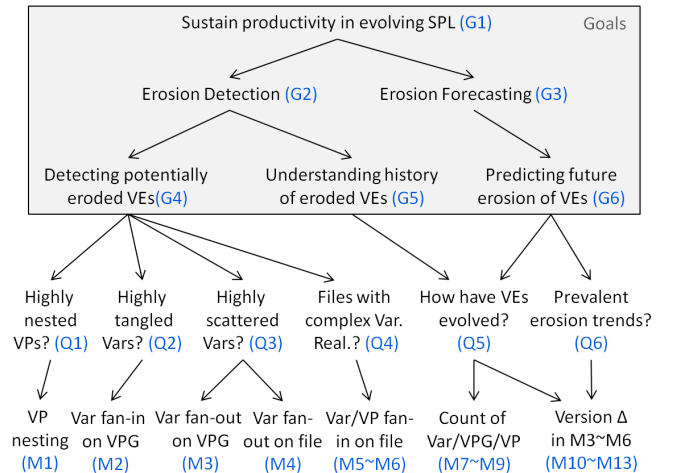 Sustain productivity in evolving SPL (G1)
Goals
Erosion Detection (G2)
Erosion Forecasting (G3)
Detecting potentially
eroded VEs(G4)
Understanding history
of eroded VEs (G5)
Predicting future
erosion of VEs (G6)
Highly
nested
VPs? (Q1)
Highly
tangled
Vars? (Q2)
Highly
scattered
Vars? (Q3)
Files with
complex Var.
Real.? (Q4)
How have VEs
evolved?
(Q5)
Prevalent
erosion trends?
(Q6)
VP
nesting
(M1)
Var fan-in
on VPG
(M2)
Var fan-out
on VPG
(M3)
Var fan-
out on file
(M4)
Var/VP fan-
in on file
(M5~M6)
Count of
Var/VPG/VP
(M7~M9)
Version Δ
in M3~M6
(M10~M13)